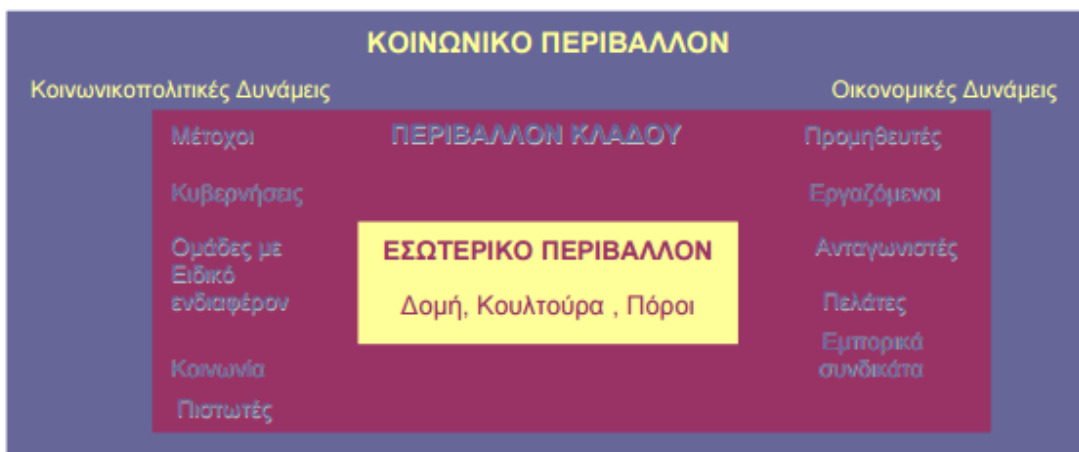 ΚΟΙΝΩΝΙΚΟ ΠΕΡΙΒΑΛΛΟΝ
Κοινωνικοπολιτικές Δυνάμεις
Οικονομικές Δυνάμεις
ΠΕΡΙΒΑΛΛΟΝ ΚΛΑΔΟΥ
Μέτοχοι
Κυβερνήσεις
Ομάδες με
Ειδικό
ενδιαφέρον
Κοινωνία
Πιστωτές
ΕΣΩΤΕΡΙΚΟ ΠΕΡΙΒΑΛΛΟΝ
Δομή, Κουλτούρα , Πόροι
Προμηθευτές
Εργαζόμενοι
Ανταγωνιστές
Πελάτες
Εμπορικά
συνδικάτα